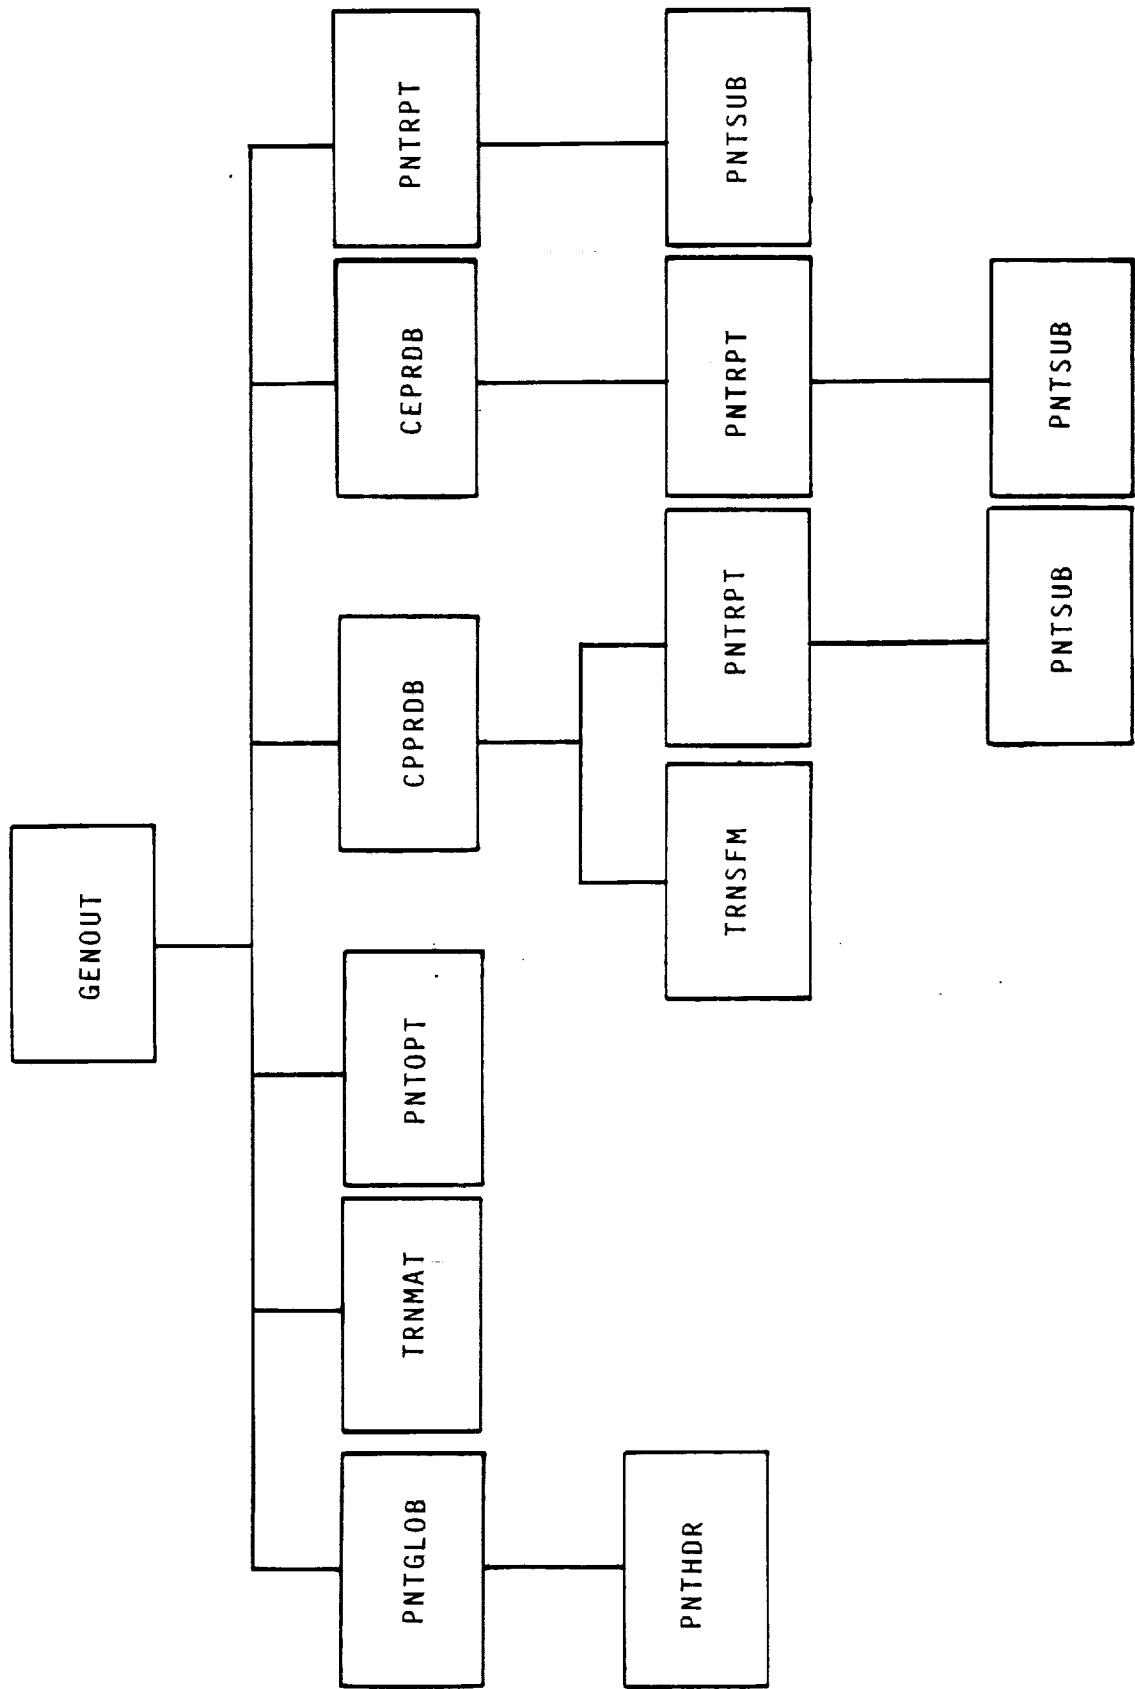 GENOUT
PNTGLOB
TRNMAT
PNTOPT
CPPRDB
CEPRDB
PNTRPT
PNTHDR
TRNSFM
PNTRPT
PNTRPT
PNTSUB
PNTSUB
PNTSUB